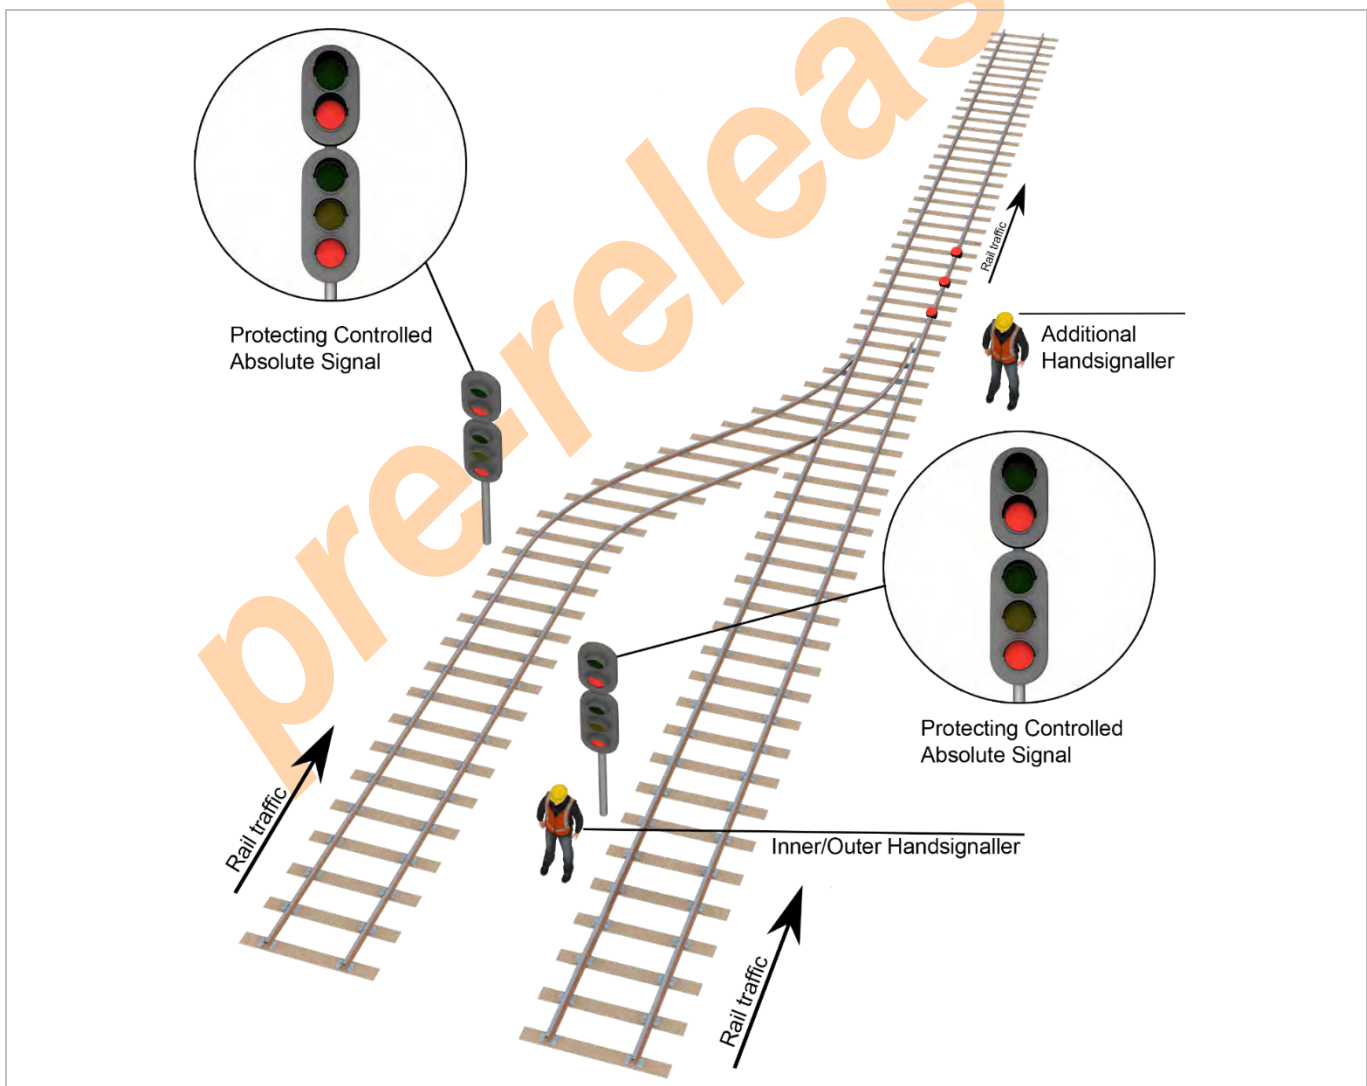 pre-releas
Protecting Controlled
Absolute Signal
Rail traffic
Additional
Handsignaller
Protecting Controlled
Absolute Signal
Rail traffic
Inner/Outer Handsignaller
Rail traffic